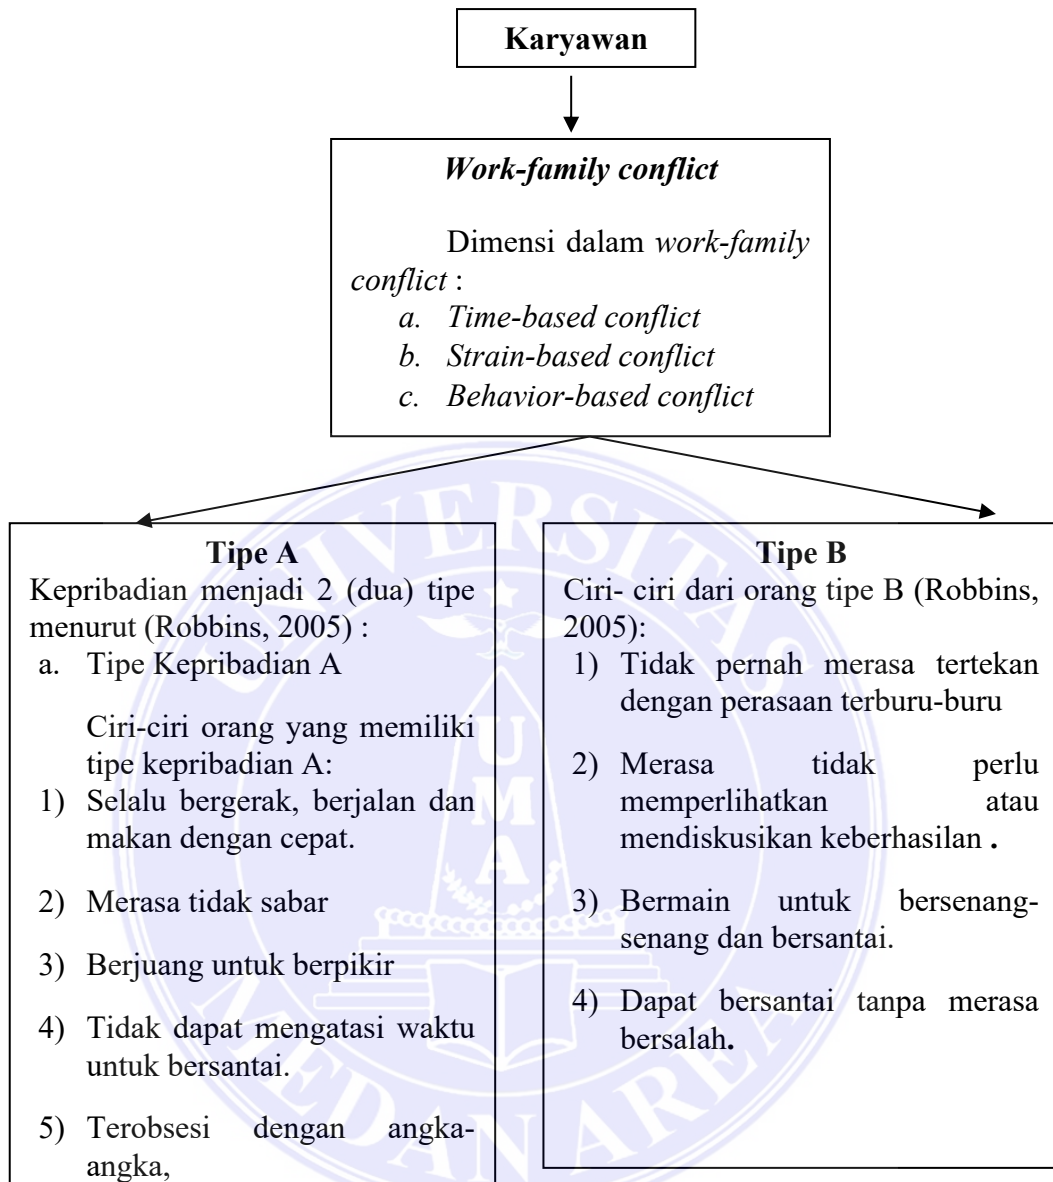 Karyawan
Work-family conflict
Dimensi dalam work-family
conflict :
a. Time-based conflict
b. Strain-based conflict
c. Behavior-based conflict
Tipe A
Kepribadian menjadi 2 (dua) tipe
menurut (Robbins, 2005) :
a. Tipe Kepribadian A
Ciri-ciri orang yang memiliki
tipe kepribadian A:
1) Selalu bergerak, berjalan dan
makan dengan cepat.
2) Merasa tidak sabar
3) Berjuang untuk berpikir
4) Tidak dapat mengatasi waktu
untuk bersantai.
5) Terobsesi dengan angka-
angka,
Tipe B
Ciri- ciri dari orang tipe B (Robbins,
2005):
1) Tidak pernah merasa tertekan
dengan perasaan terburu-buru
2) Merasa tidak perlu
memperlihatkan atau
mendiskusikan keberhasilan .
3) Bermain untuk bersenang-
senang dan bersantai.
4) Dapat bersantai tanpa merasa
bersalah.
UNIVERSITAS
UMA
MEDAN AREA